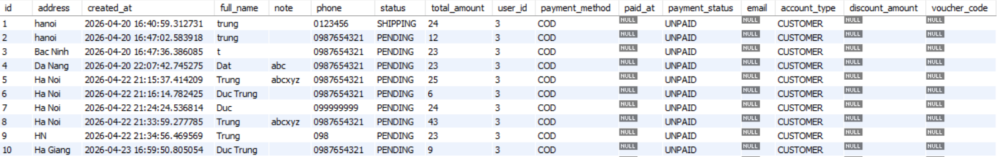 id address created_at full_name note phone status total_amount user_id payment_method paid_at payment_status email account_type discount_amount voucher_code
1 hanoi 2026-04-20 16:40:59.312731 trung 0123456 SHIPPING 24 3 COD NULL UNPAID NULL CUSTOMER NULL NULL
2 hanoi 2026-04-20 16:47:02.583918 trung 0987654321 PENDING 12 3 COD NULL UNPAID NULL CUSTOMER NULL NULL
3 Bac Ninh 2026-04-20 16:47:36.386085 t 0987654321 PENDING 23 3 COD NULL UNPAID NULL CUSTOMER NULL NULL
4 Da Nang 2026-04-20 22:07:42.745275 Dat abc 0987654321 PENDING 23 3 COD NULL UNPAID NULL CUSTOMER NULL NULL
5 Ha Noi 2026-04-22 21:15:37.414209 Trung abcxyz 0987654321 PENDING 25 3 COD NULL UNPAID NULL CUSTOMER NULL NULL
6 Ha Noi 2026-04-22 21:16:14.782425 Duc Trung 0987654321 PENDING 6 3 COD NULL UNPAID NULL CUSTOMER NULL NULL
7 Ha Noi 2026-04-22 21:24:24.536814 Duc 099999999 PENDING 24 3 COD NULL UNPAID NULL CUSTOMER NULL NULL
8 Ha Noi 2026-04-22 21:33:59.277785 Trung abcxyz 0987654321 PENDING 43 3 COD NULL UNPAID NULL CUSTOMER NULL NULL
9 HN 2026-04-22 21:34:56.469569 Trung 098 PENDING 23 3 COD NULL UNPAID NULL CUSTOMER NULL NULL
10 Ha Giang 2026-04-23 16:59:50.805054 Duc Trung 0987654321 PENDING 9 3 COD NULL UNPAID NULL CUSTOMER NULL NULL